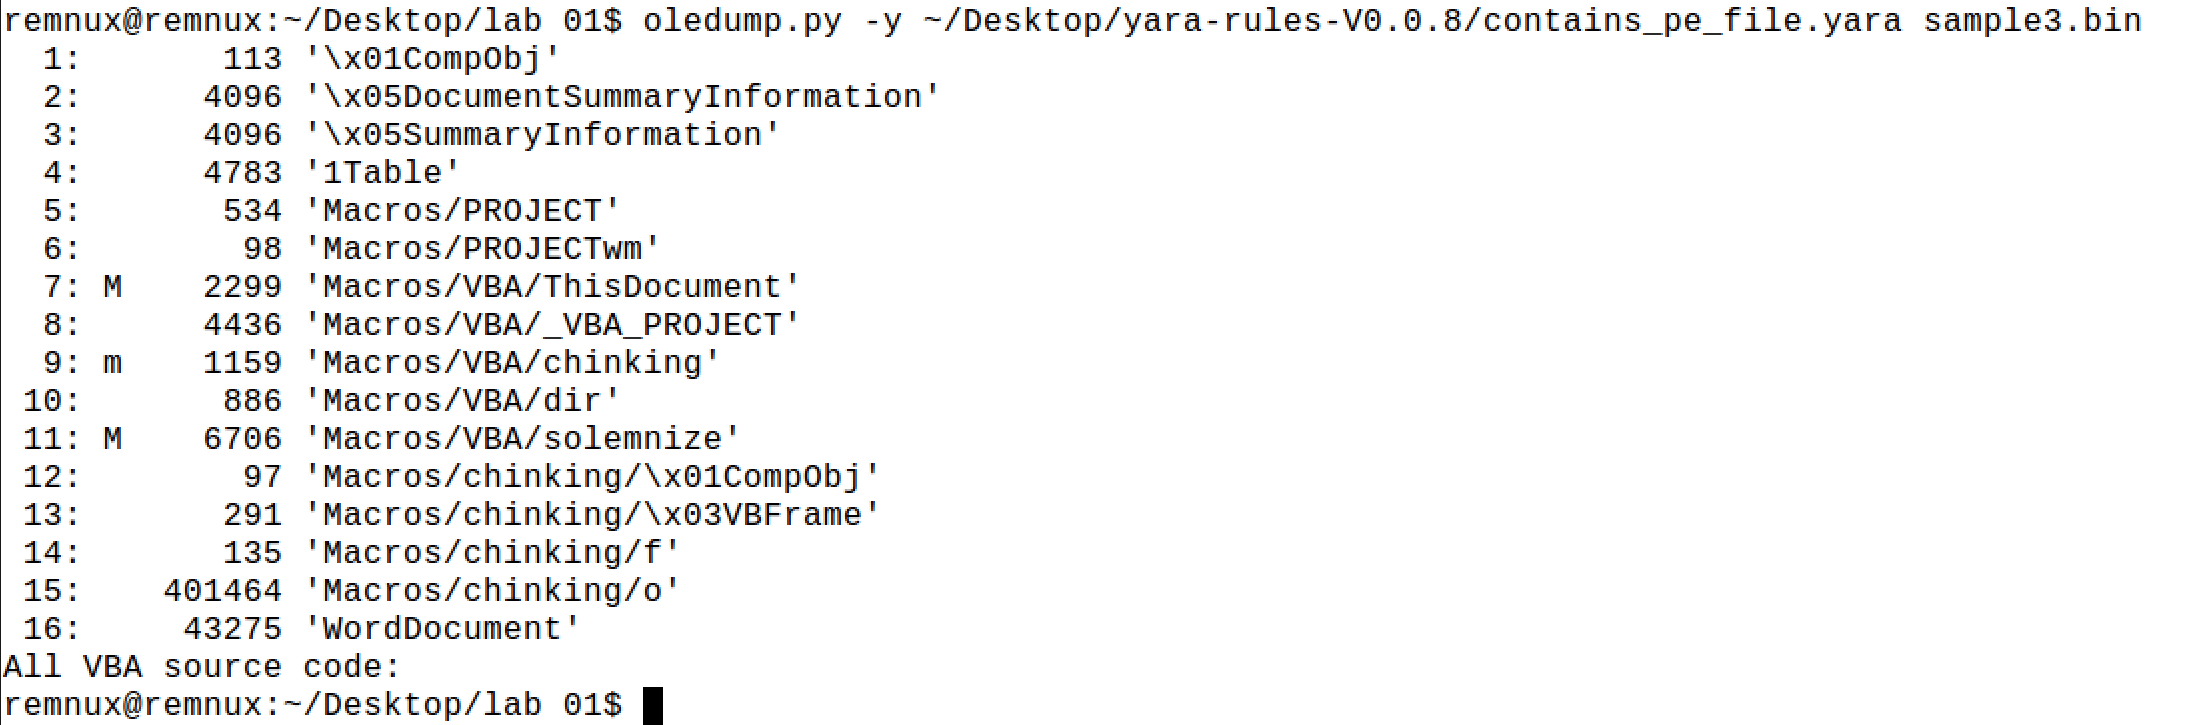 remnux@remnux:~/Desktop/lab 01$ oledump.py -y ~/Desktop/yara-rules-V0.0.8/contains_pe_file.yara sample3.bin
  1:       113 '\x01CompObj'
  2:      4096 '\x05DocumentSummaryInformation'
  3:      4096 '\x05SummaryInformation'
  4:      4783 '1Table'
  5:       534 'Macros/PROJECT'
  6:        98 'Macros/PROJECTwm'
  7: M    2299 'Macros/VBA/ThisDocument'
  8:      4436 'Macros/VBA/_VBA_PROJECT'
  9: m    1159 'Macros/VBA/chinking'
 10:       886 'Macros/VBA/dir'
 11: M    6706 'Macros/VBA/solemnize'
 12:        97 'Macros/chinking/\x01CompObj'
 13:       291 'Macros/chinking/\x03VBFrame'
 14:       135 'Macros/chinking/f'
 15:    401464 'Macros/chinking/o'
 16:     43275 'WordDocument'
All VBA source code:
remnux@remnux:~/Desktop/lab 01$